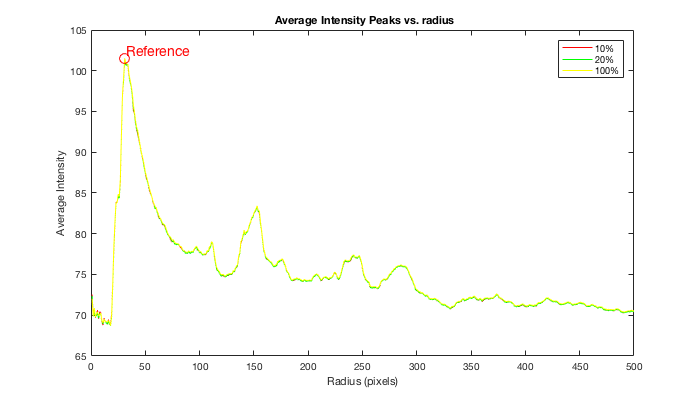 Average Intensity Peaks vs. radius
105
100
95
90
85
80
75
70
65
Average Intensity
Reference
10%
20%
100%
0 50 100 150 200 250 300 350 400 450 500
Radius (pixels)